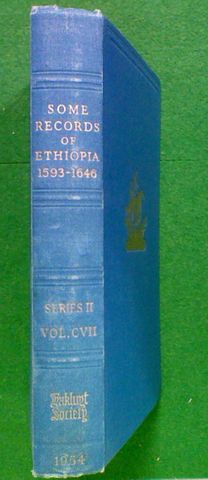 SOME
RECORDS
OF
ETHIOPIA
1593-1646
SERIES II
VOL. CVII
Hakluyt
Society
1954